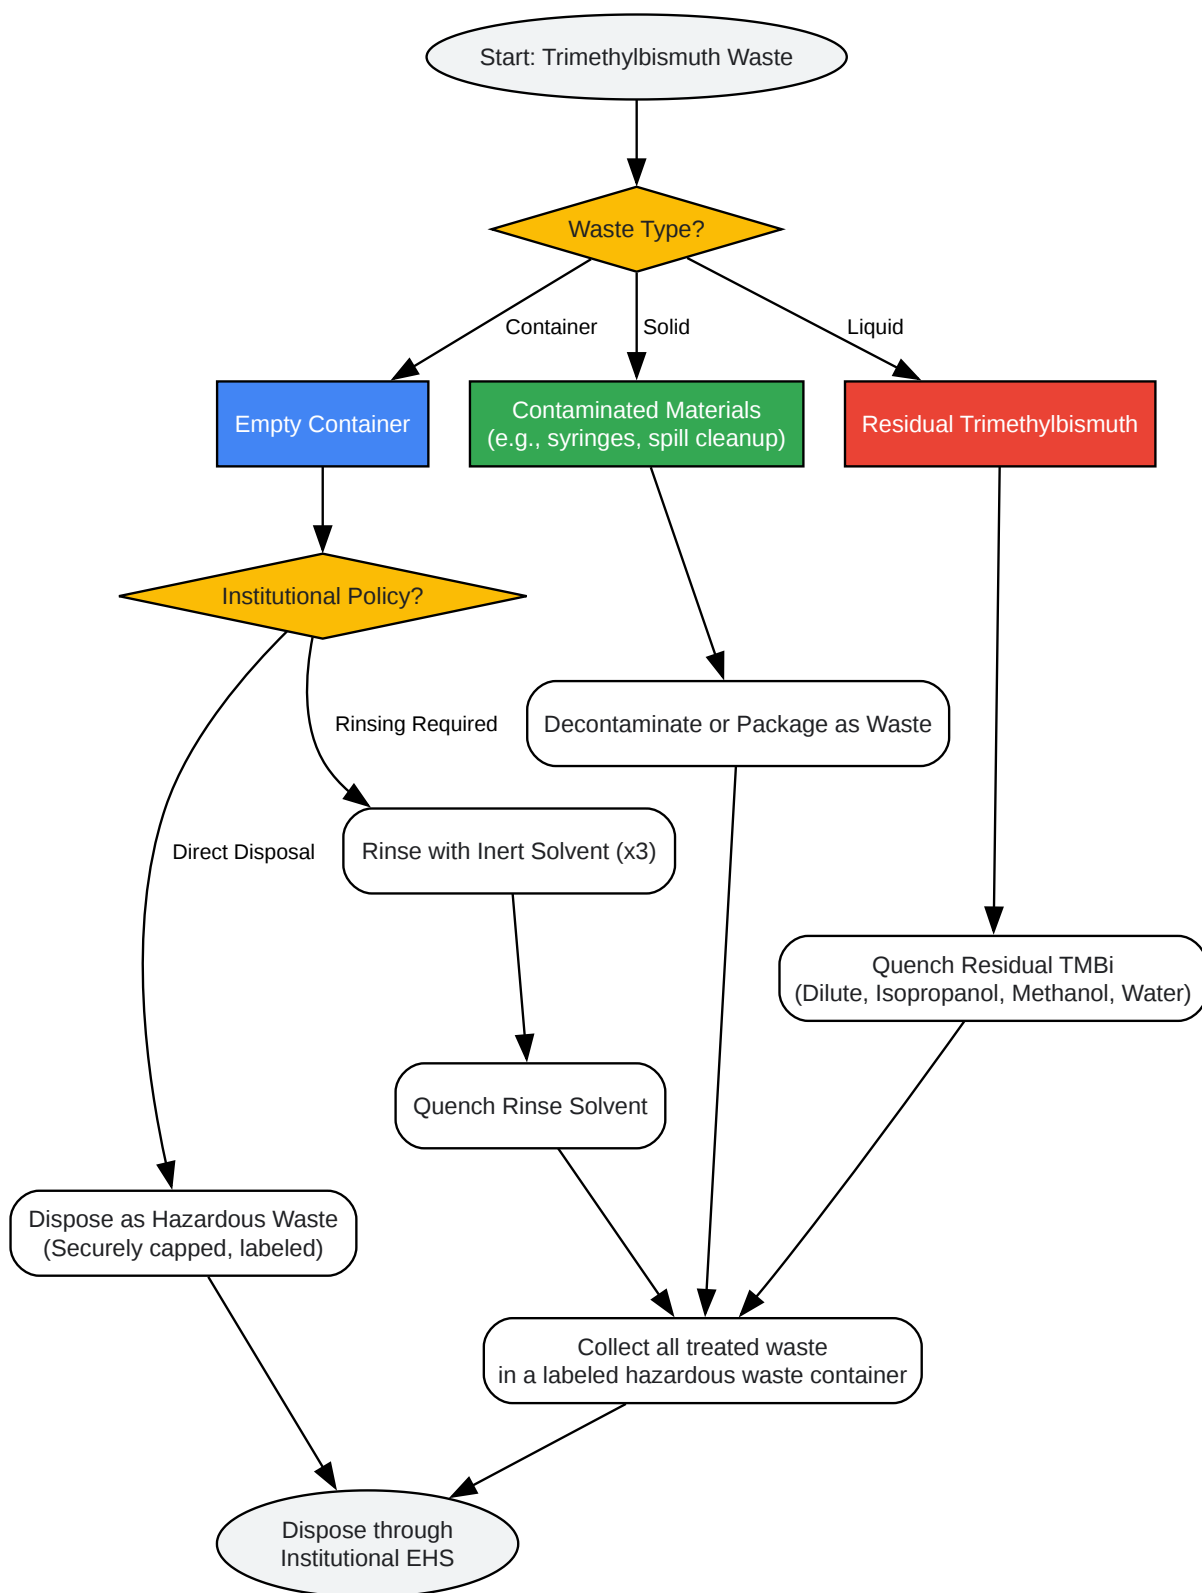 Start: Trimethylbismuth Waste
Waste Type?
Container
Solid
Liquid
Empty Container
Contaminated Materials
(e.g., syringes, spill cleanup)
Residual Trimethylbismuth
Institutional Policy?
Rinsing Required
Decontaminate or Package as Waste
Direct Disposal
Rinse with Inert Solvent (x3)
Quench Residual TMBi
(Dilute, Isopropanol, Methanol, Water)
Quench Rinse Solvent
Dispose as Hazardous Waste
(Securely capped, labeled)
Collect all treated waste
in a labeled hazardous waste container
Dispose through
Institutional EHS